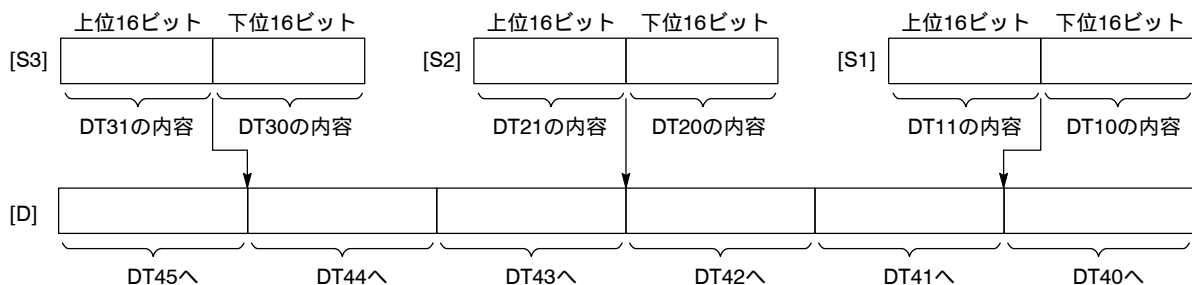 上位16ビット 下位16ビット 上位16ビット 下位16ビット 上位16ビット 下位16ビット
[S3] [S2] [S1]
DT31の内容 DT30の内容 DT21の内容 DT20の内容 DT11の内容 DT10の内容
[D]
DT45へ DT44へ DT43へ DT42へ DT41へ DT40へ